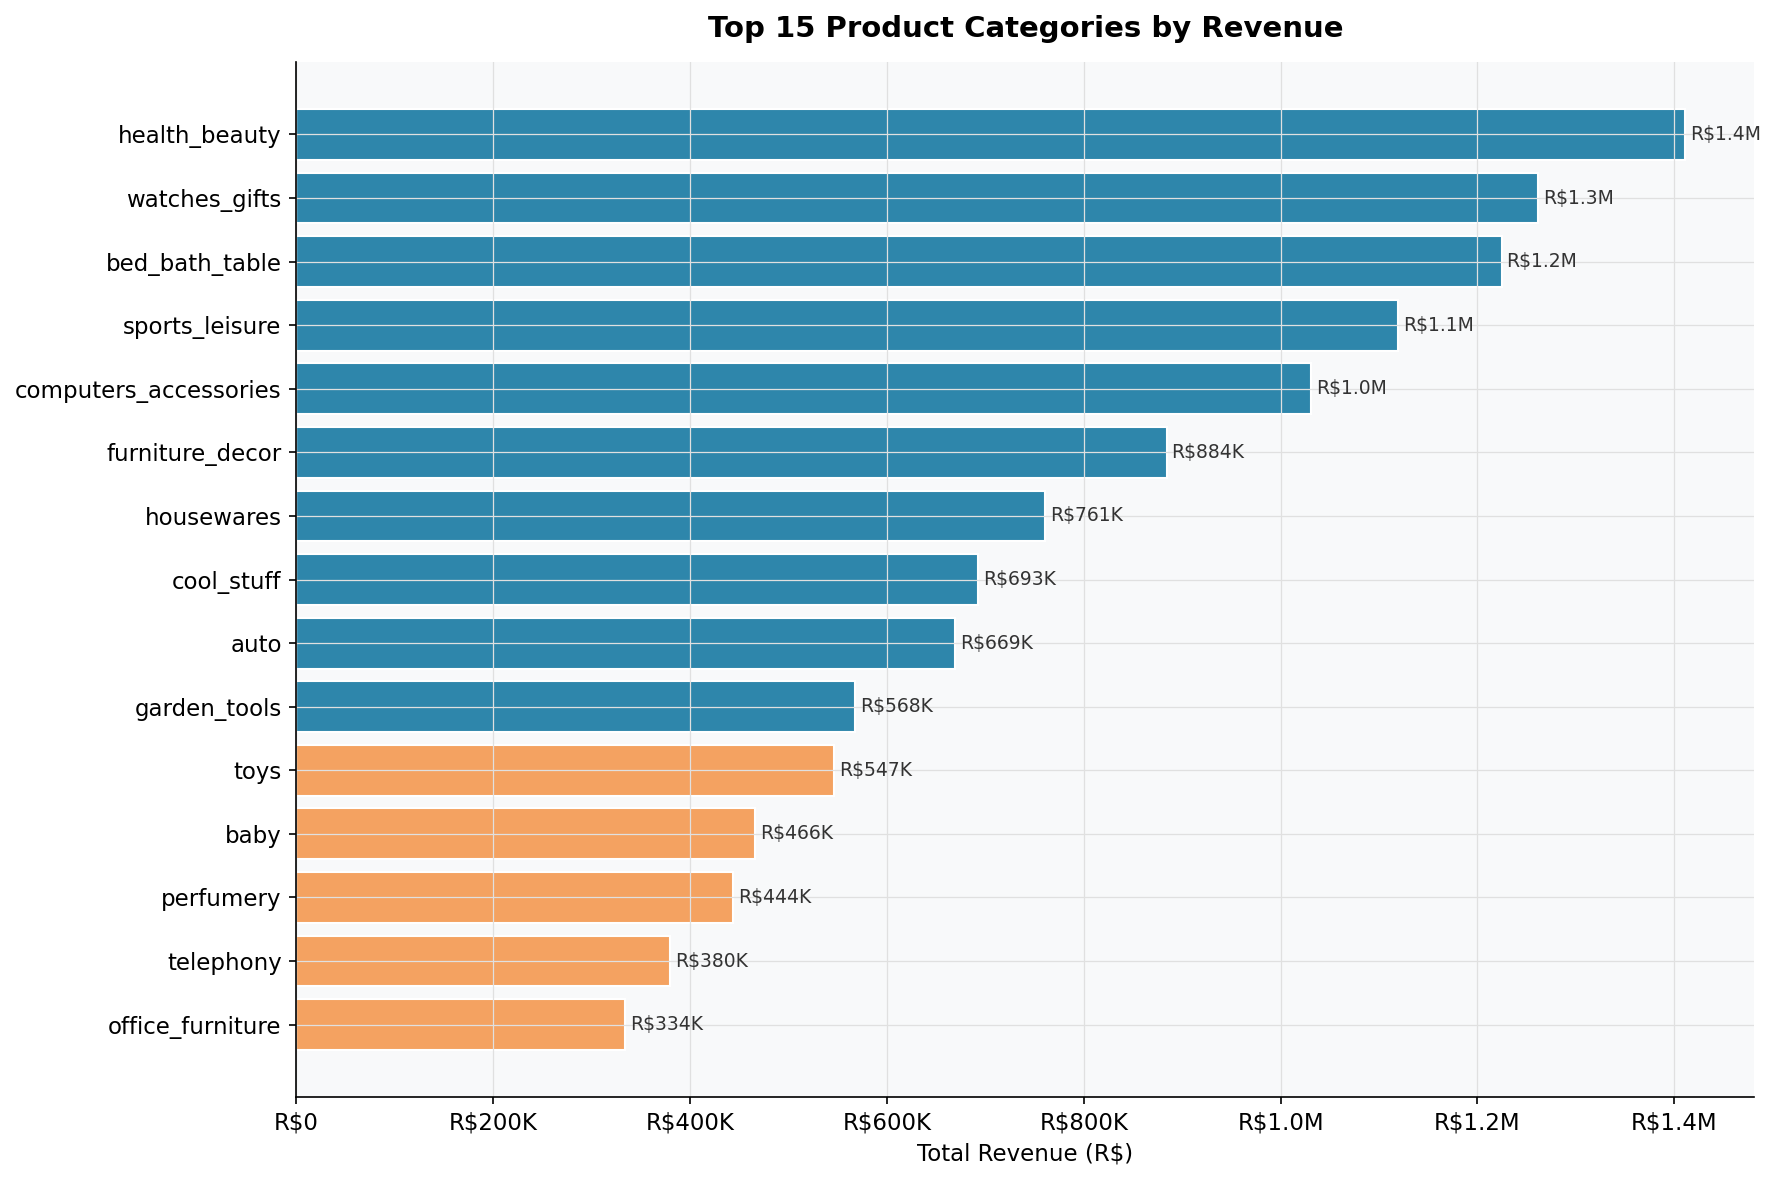 Top 15 Product Categories by Revenue
health_beauty R$1.4M
watches_gifts R$1.3M
bed_bath_table R$1.2M
sports_leisure R$1.1M
computers_accessories R$1.0M
furniture_decor R$884K
housewares R$761K
cool_stuff R$693K
auto R$669K
garden_tools R$568K
toys R$547K
baby R$466K
perfumery R$444K
telephony R$380K
office_furniture R$334K
R$0 R$200K R$400K R$600K R$800K R$1.0M R$1.2M R$1.4M
Total Revenue (R$)